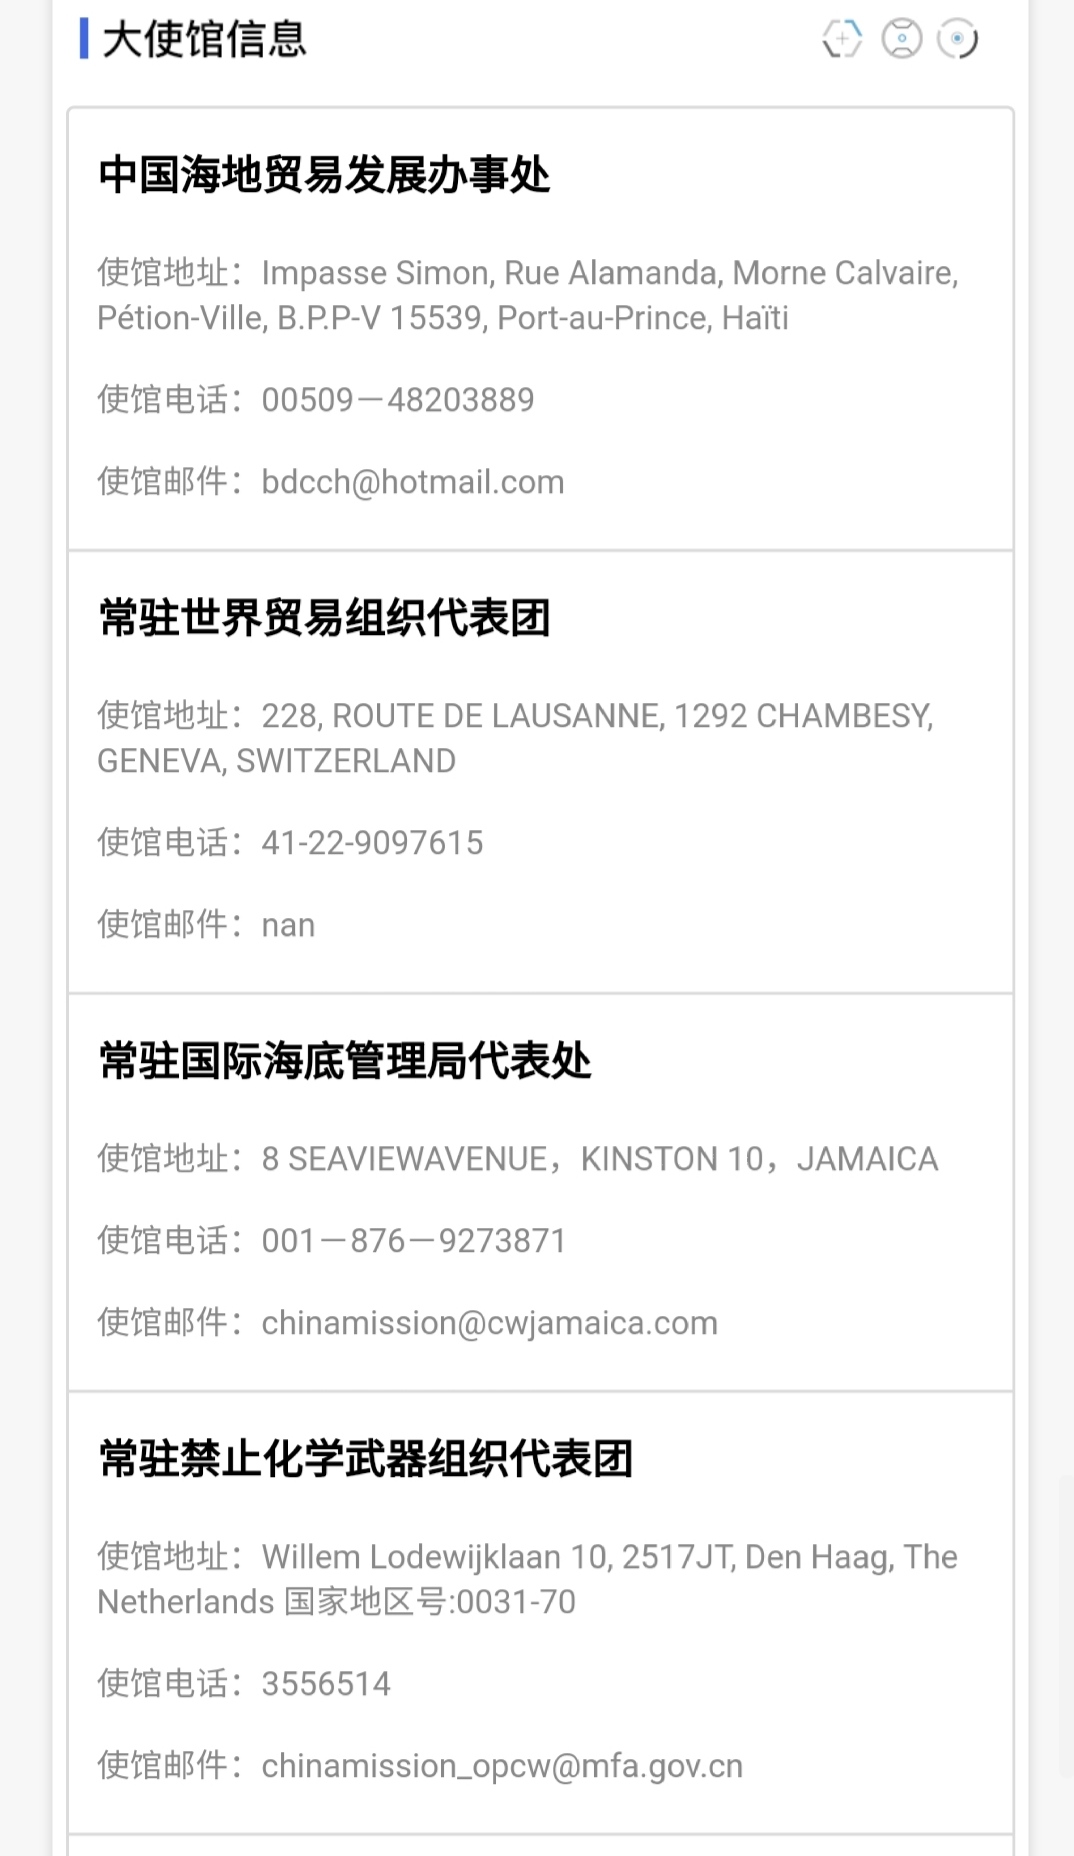 大使馆信息
中国海地贸易发展办事处
使馆地址：Impasse Simon, Rue Alamanda, Morne Calvaire,
Pétion-Ville, B.P.P-V 15539, Port-au-Prince, Haïti
使馆电话：00509－48203889
使馆邮件：bdcch@hotmail.com
常驻世界贸易组织代表团
使馆地址：228, ROUTE DE LAUSANNE, 1292 CHAMBESY,
GENEVA, SWITZERLAND
使馆电话：41-22-9097615
使馆邮件：nan
常驻国际海底管理局代表处
使馆地址：8 SEAVIEWAVENUE，KINSTON 10，JAMAICA
使馆电话：001－876－9273871
使馆邮件：chinamission@cwjamaica.com
常驻禁止化学武器组织代表团
使馆地址：Willem Lodewijklaan 10, 2517JT, Den Haag, The
Netherlands 国家地区号:0031-70
使馆电话：3556514
使馆邮件：chinamission_opcw@mfa.gov.cn